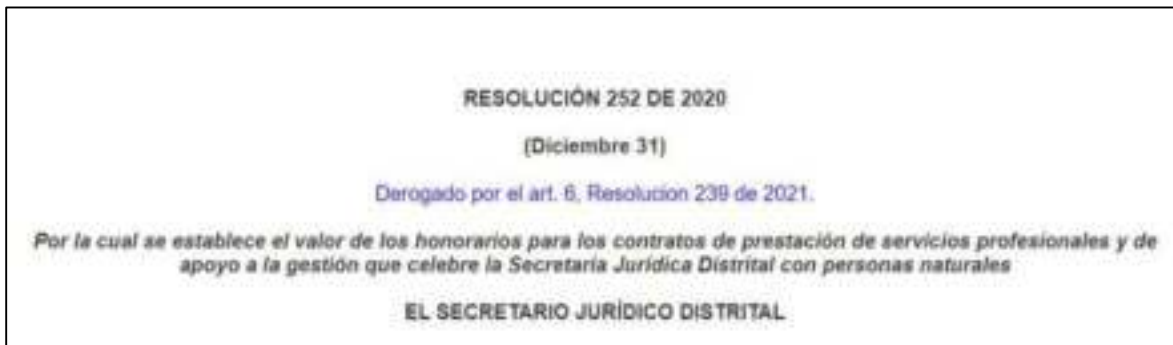 RESOLUCIÓN 252 DE 2020
(Diciembre 31)
Derogado por el art. 6, Resolucion 239 de 2021.
Por la cual se establece el valor de los honorarios para los contratos de prestación de servicios profesionales y de
apoyo a la gestión que celebre la Secretaría Jurídica Distrital con personas naturales
EL SECRETARIO JURÍDICO DISTRITAL